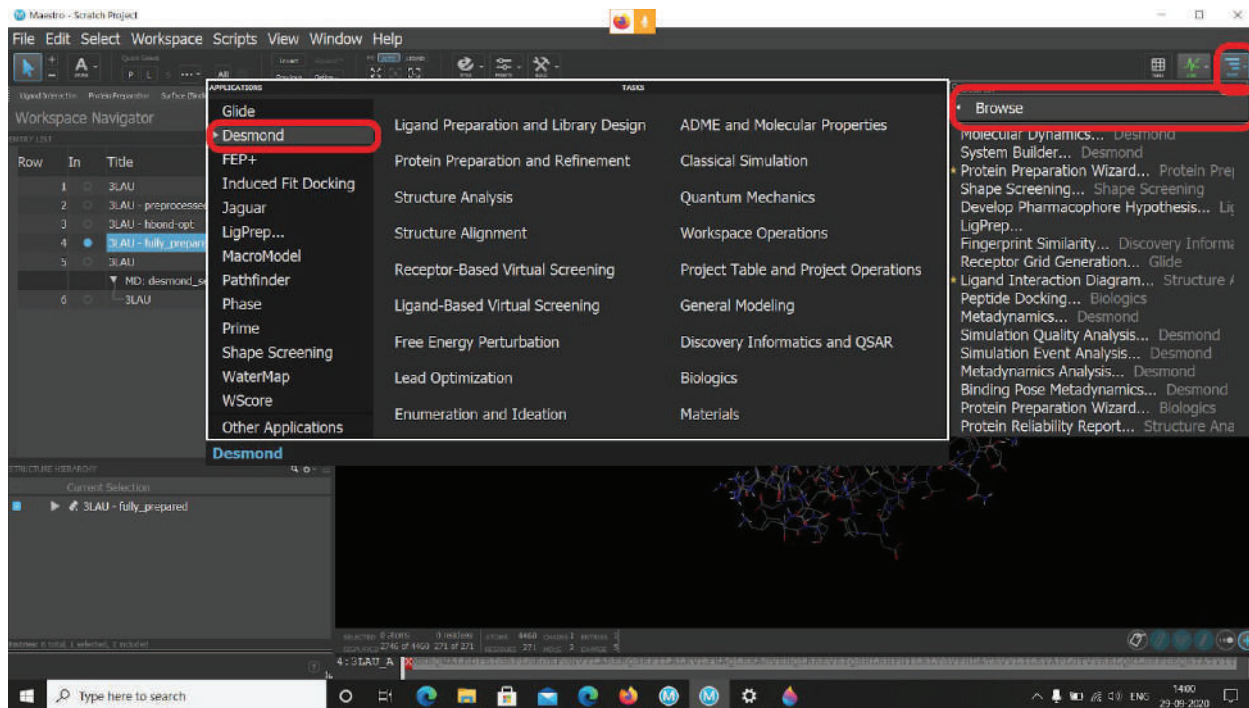 Maestro - Scratch Project
File Edit Select Workspace Scripts View Window Help
Quick Select
P L S
All
Workspace Navigator
ENTRY LIST
Row In Title
1 3LAU
2 3LAU - preprocessed
3 3LAU - hbond-opt
4 3LAU - fully_prepare
5 3LAU
MD: desmond_se
6 3LAU
APPLICATIONS
Glide
Desmond
FEP+
Induced Fit Docking
Jaguar
LigPrep...
MacroModel
Pathfinder
Phase
Prime
Shape Screening
WaterMap
WScore
Other Applications
Desmond
TASKS
Ligand Preparation and Library Design
Protein Preparation and Refinement
Structure Analysis
Structure Alignment
Receptor-Based Virtual Screening
Ligand-Based Virtual Screening
Free Energy Perturbation
Lead Optimization
Enumeration and Ideation
ADME and Molecular Properties
Classical Simulation
Quantum Mechanics
Workspace Operations
Project Table and Project Operations
General Modeling
Discovery Informatics and QSAR
Biologics
Materials
Browse
Molecular Dynamics... Desmond
System Builder... Desmond
Protein Preparation Wizard... Protein Prep
Shape Screening... Shape Screening
Develop Pharmacophore Hypothesis... Lig
LigPrep...
Fingerprint Similarity... Discovery Informa
Receptor Grid Generation... Glide
Ligand Interaction Diagram... Structure A
Peptide Docking... Biologics
Metadynamics... Desmond
Simulation Quality Analysis... Desmond
Simulation Event Analysis... Desmond
Metadynamics Analysis... Desmond
Binding Pose Metadynamics... Desmond
Protein Preparation Wizard... Biologics
Protein Reliability Report... Structure Ana
STRUCTURE HIERARCHY
Current Selection
3LAU - fully_prepared
4:3LAU_A
Type here to search
ENG
14:00
29-09-2020